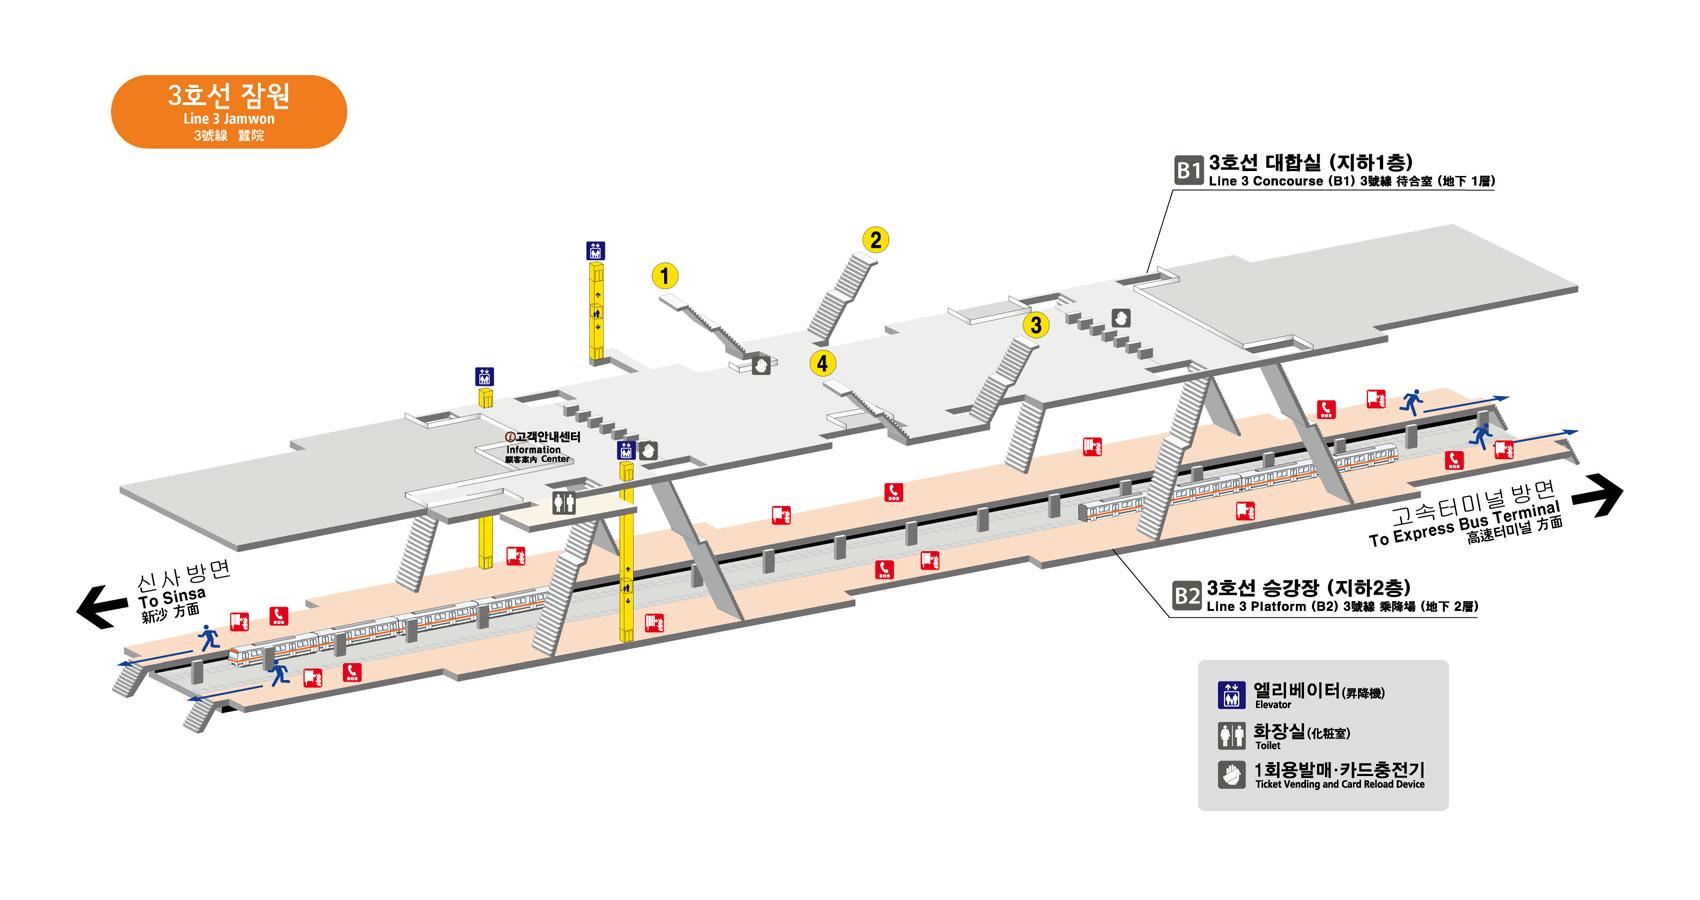 3호선 잠원
Line 3 Jamwon
3號線 蠶院
B1 3호선 대합실 (지하1층)
Line 3 Concourse (B1) 3號線 待合室 (地下 1層)
2
1
3
4
고객안내센터
Information
顧客案内 Center
SOS
SOS
SOS
SOS
SOS
SOS
고속터미널 방면
To Express Bus Terminal
高速터미널 方面
신사 방면
To Sinsa
新沙 方面
B2 3호선 승강장 (지하2층)
Line 3 Platform (B2) 3號線 乘降場 (地下 2層)
엘리베이터(昇降機)
Elevator
화장실(化粧室)
Toilet
1회용발매·카드충전기
Ticket Vending and Card Reload Device